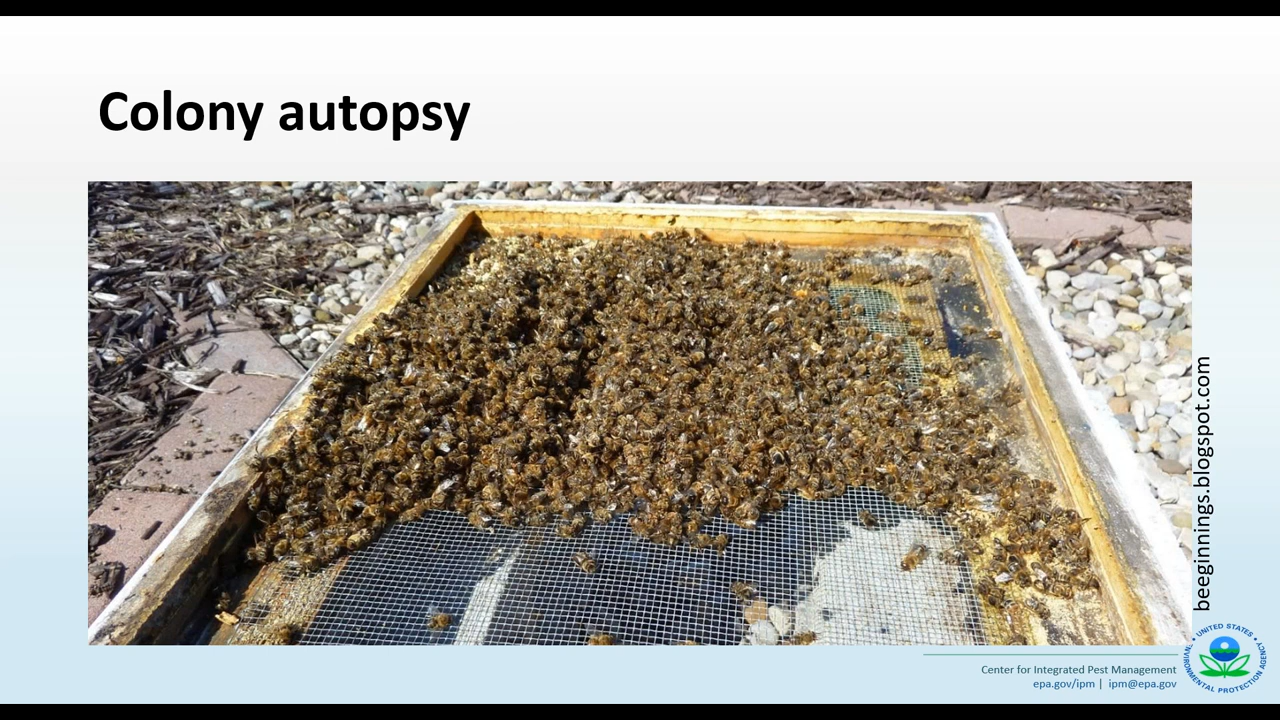 Colony autopsy
beeginnings.blogspot.com
Center for Integrated Pest Management
epa.gov/ipm | ipm@epa.gov
UNITED STATES
ENVIRONMENTAL PROTECTION AGENCY